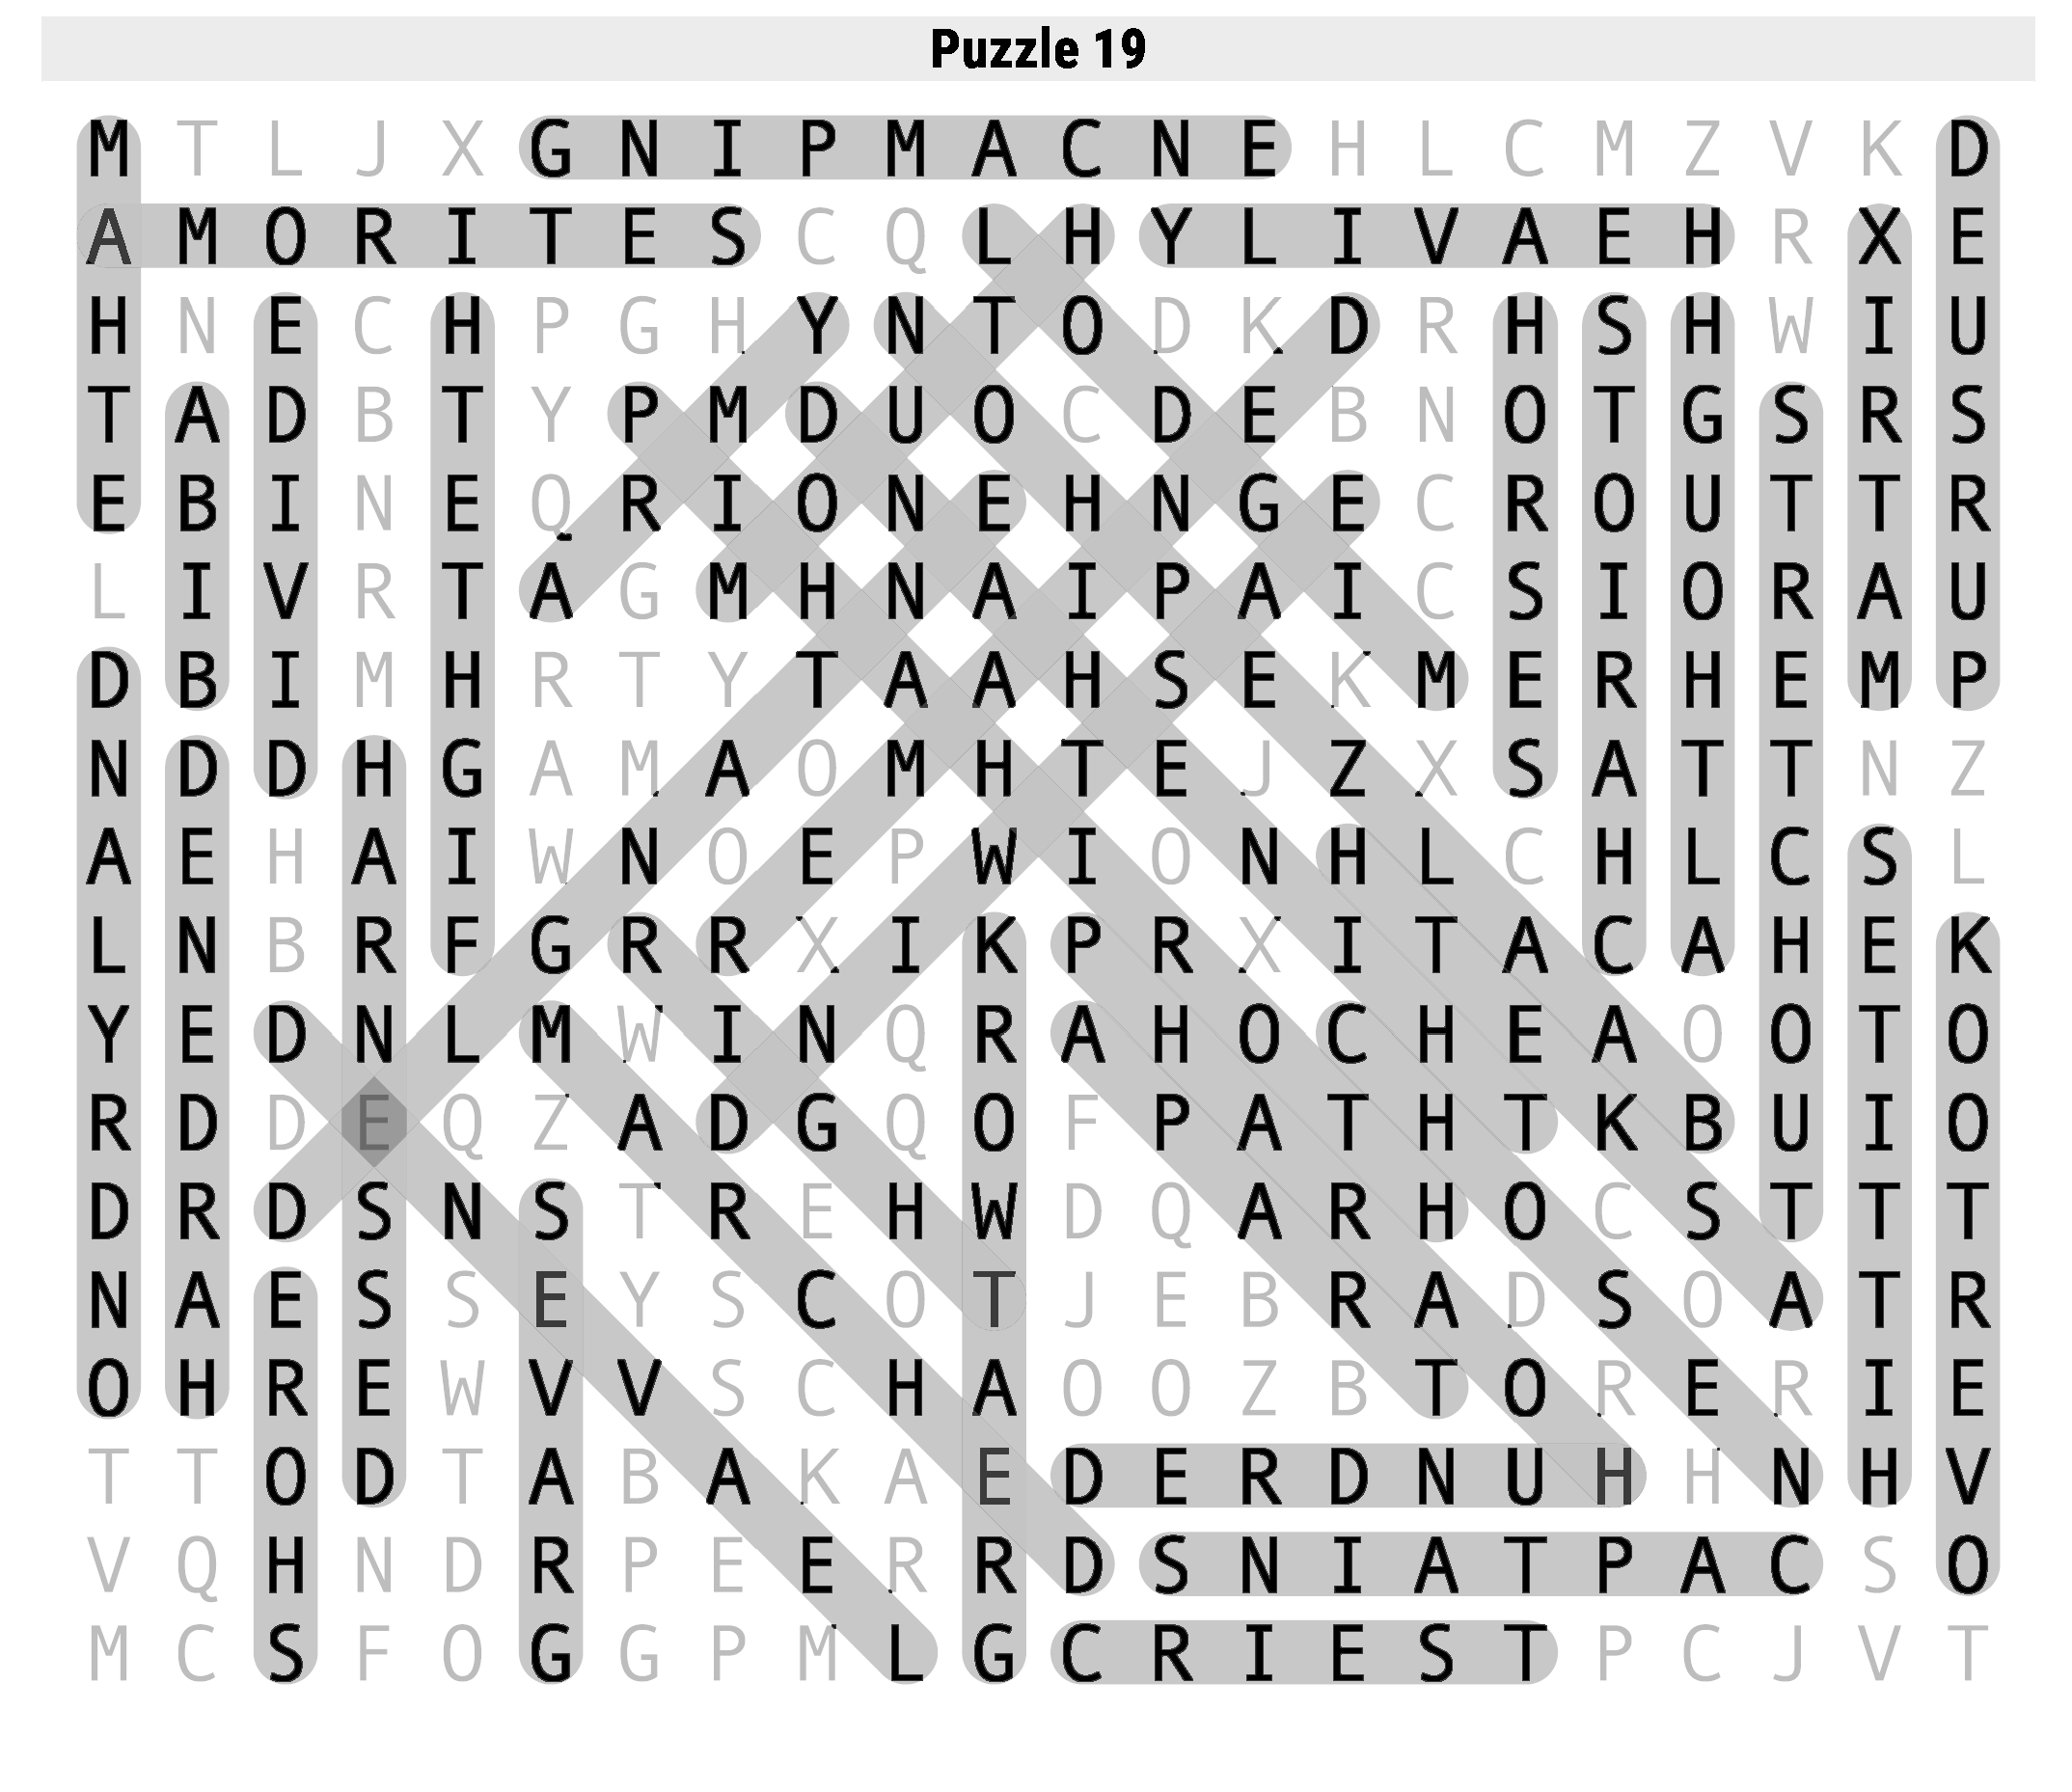 Puzzle 19
M T L J X G N I P M A C N E H L C M Z V K D
A M O R I T E S C Q L H Y L I V A E H R X E
H N E C H P G H Y N T O D K D R H S H W I U
T A D B T Y P M D U O C D E B N O T G S R S
E B I N E Q R I O N E H N G E C R O U T T R
L I V R T A G M H N A I P A I C S I O R A U
D B I M H R T Y T A A H S E K M E R H E M P
N D D H G A M A O M H T E J Z X S A T T N Z
A E H A I W N O E P W I O N H L C H L C S L
L N B R F G R R X I K P R X I T A C A H E K
Y E D N L M W I N Q R A H O C H E A O O T O
R D D E Q Z A D G Q O F P A T H T K B U I O
D R D S N S T R E H W D Q A R H O C S T T T
N A E S S E Y S C O T J E B R A D S O A T R
O H R E W V V S C H A O O Z B T O R E R I E
T T O D T A B A K A E D E R D N U H H N H V
V Q H N D R P E E R R D S N I A T P A C S O
M C S F O G G P M L G C R I E S T P C J V T